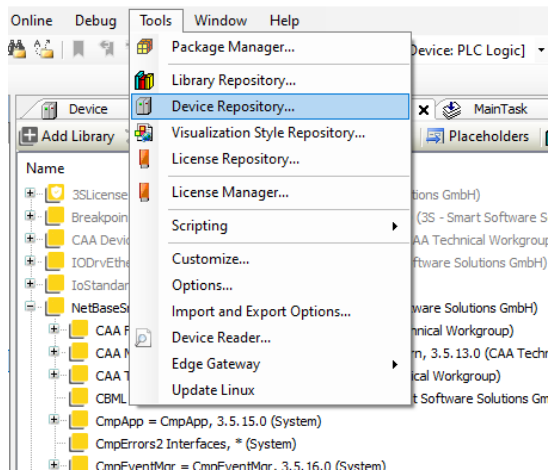 Online Debug Tools Window Help
Package Manager...
Device: PLC Logic]
Library Repository...
Device Repository...
Device MainTask
Visualization Style Repository...
Add Library Placeholders
License Repository...
Name
License Manager...
3SLicense tions GmbH)
Breakpoin (3S - Smart Software S
Scripting
CAA Devic AA Technical Workgroup
Customize...
IODrvEthe ftware Solutions GmbH)
Options...
IoStandar
Import and Export Options...
NetBaseSr ware Solutions GmbH)
Device Reader...
CAA F nical Workgroup)
CAA M rn, 3.5.13.0 (CAA Techn
Edge Gateway
CAA T ical Workgroup)
Update Linux
CBML t Software Solutions Gm
CmpApp = CmpApp, 3.5.15.0 (System)
CmpErrors2 Interfaces, * (System)
CmpEventMgr = CmpEventMgr, 3.5.16.0 (System)